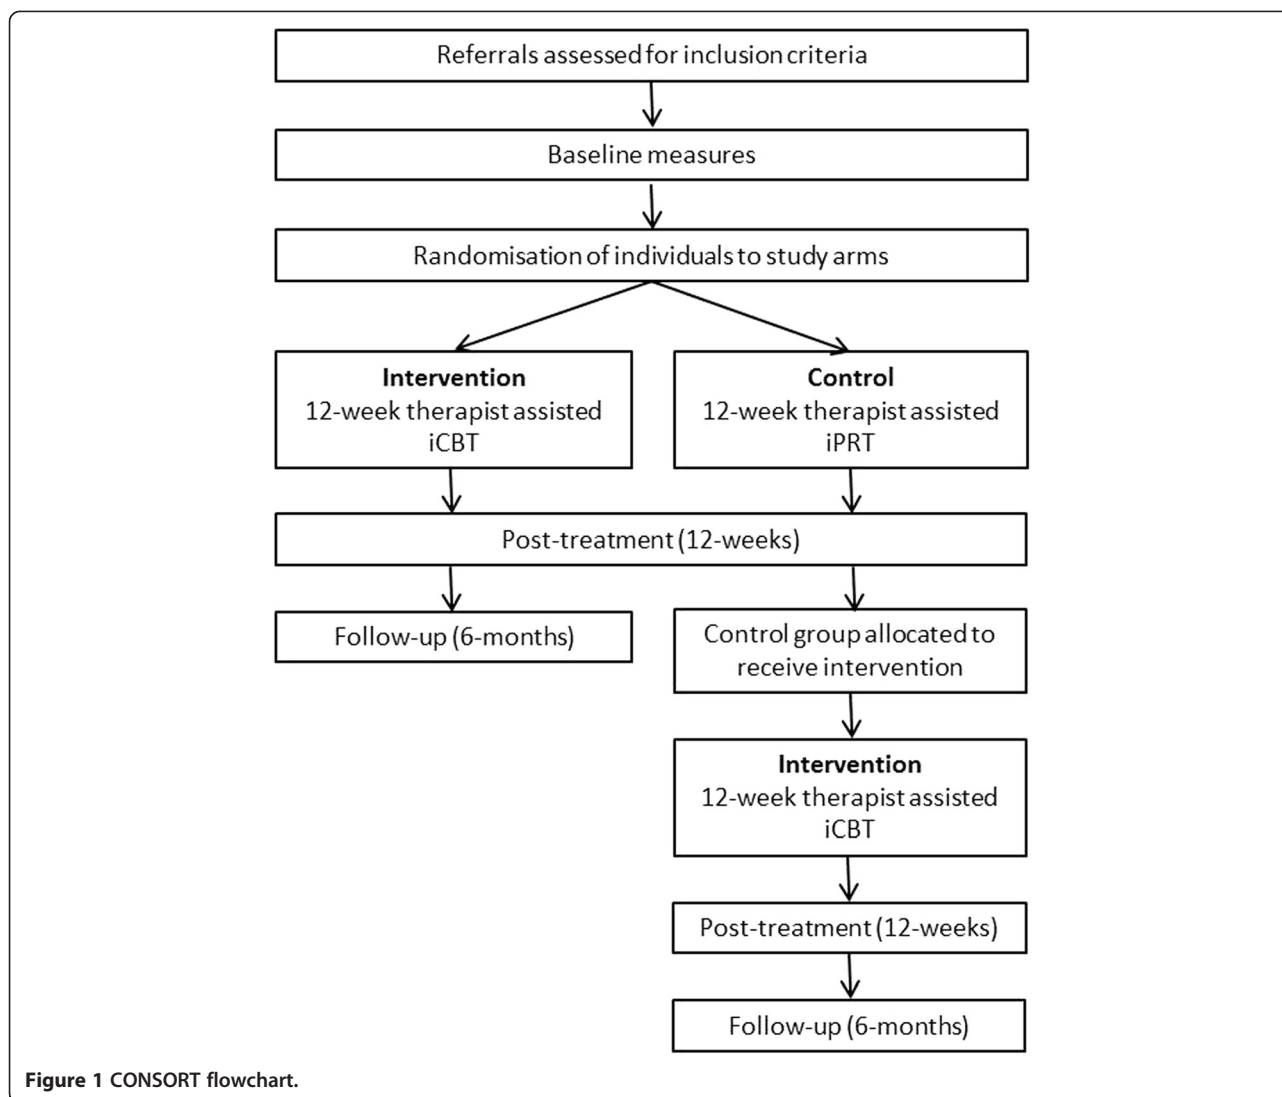 Referrals assessed for inclusion criteria
Baseline measures
Randomisation of individuals to study arms
Intervention
12-week therapist assisted
iCBT
Control
12-week therapist assisted
iPRT
Post-treatment (12-weeks)
Follow-up (6-months)
Control group allocated to
receive intervention
Intervention
12-week therapist assisted
iCBT
Post-treatment (12-weeks)
Follow-up (6-months)
Figure 1 CONSORT flowchart.